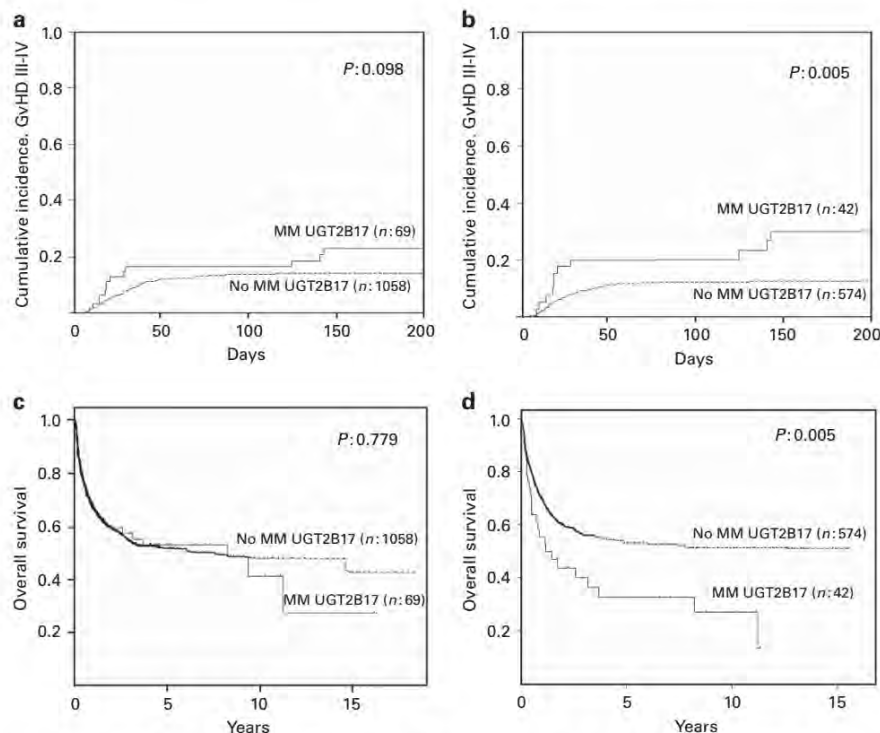 a
Cumulative incidence, GvHD III-IV
1.0
0.8
0.6
0.4
0.2
P: 0.098
MM UGT2B17 (n: 69)
No MM UGT2B17 (n: 1058)
0 50 100 150 200
Days
b
Cumulative incidence, GvHD III-IV
1.0
0.8
0.6
0.4
0.2
P: 0.005
MM UGT2B17 (n: 42)
No MM UGT2B17 (n: 574)
0 50 100 150 200
Days
c
Overall survival
1.0
0.8
0.6
0.4
0.2
P: 0.779
No MM UGT2B17 (n: 1058)
MM UGT2B17 (n: 69)
0 5 10 15
Years
d
Overall survival
1.0
0.8
0.6
0.4
0.2
P: 0.005
No MM UGT2B17 (n: 574)
MM UGT2B17 (n: 42)
0 5 10 15
Years